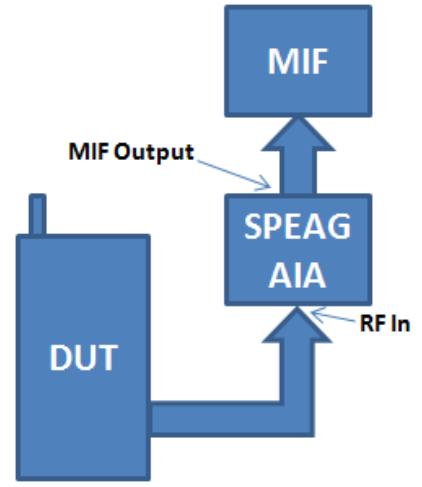 MIF
MIF Output
SPEAG
AIA
RF In
DUT